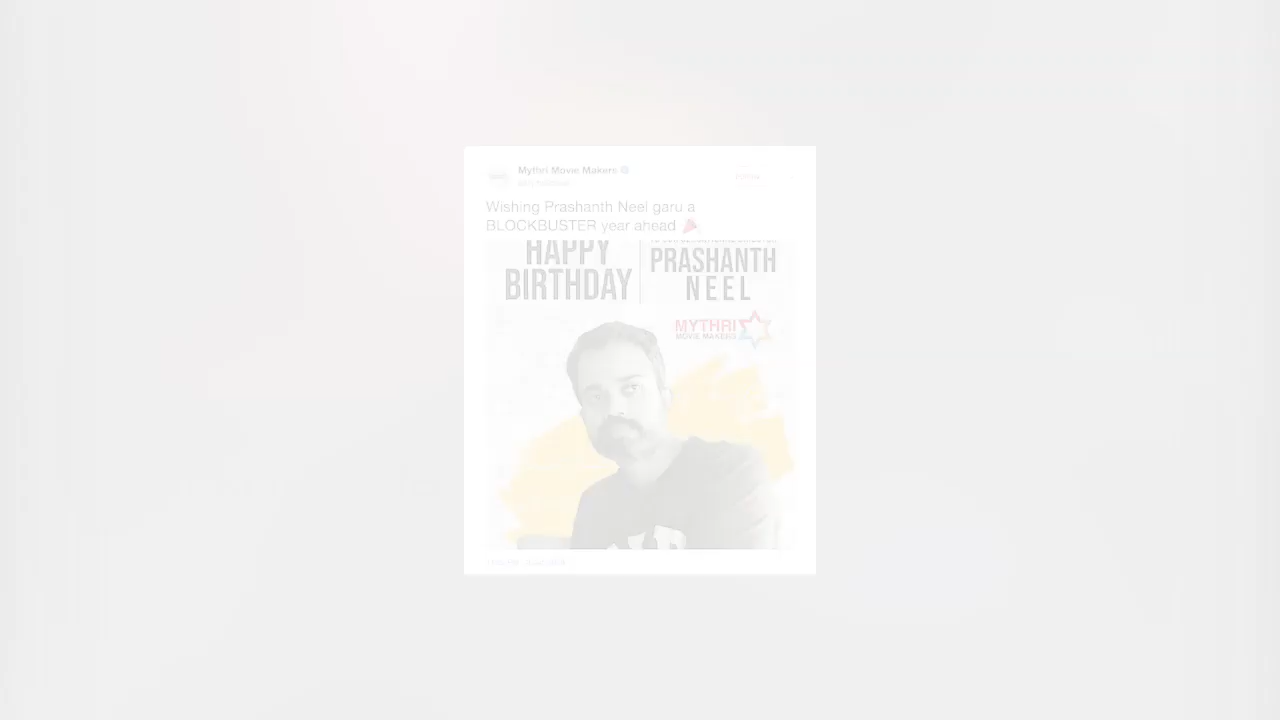 Mythri Movie Makers
Wishing Prashanth Neel garu a
BLOCKBUSTER year ahead
HAPPY
BIRTHDAY
PRASHANTH
NEEL
MYTHRI
MOVIE MAKERS